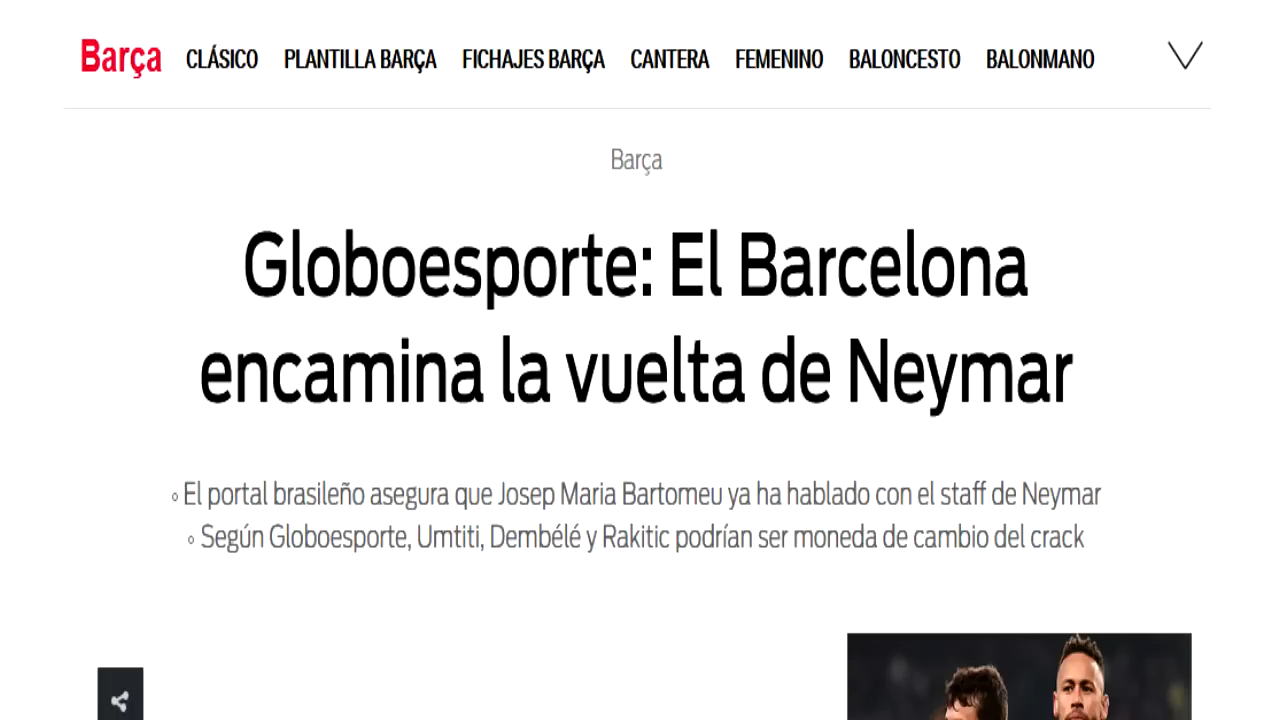 Barça CLÁSICO PLANTILLA BARÇA FICHAJES BARÇA CANTERA FEMENINO BALONCESTO BALONMANO
Barça
Globoesporte: El Barcelona
encamina la vuelta de Neymar
◦ El portal brasileño asegura que Josep Maria Bartomeu ya ha hablado con el staff de Neymar
◦ Según Globoesporte, Umtiti, Dembélé y Rakitic podrían ser moneda de cambio del crack